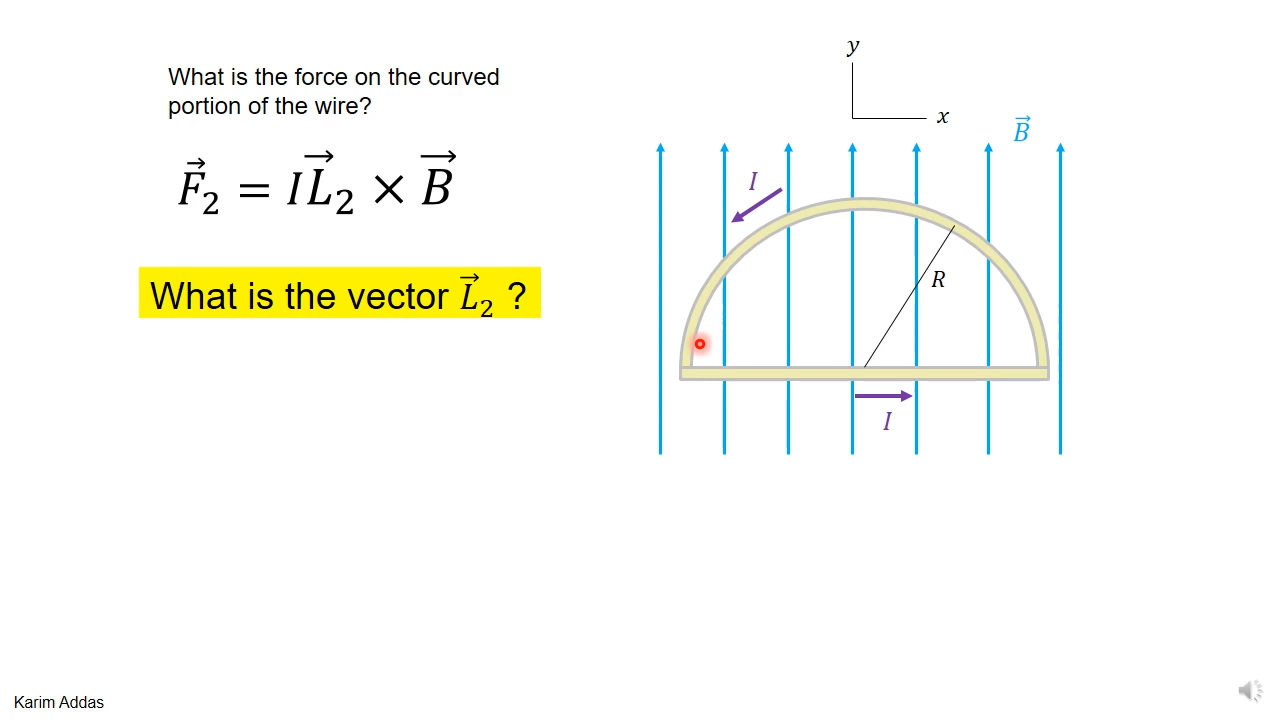 What is the force on the curved
portion of the wire?
F⃗₂ = IL⃗₂ × B⃗
What is the vector L⃗₂ ?
y
x
B⃗
I
R
I
Karim Addas